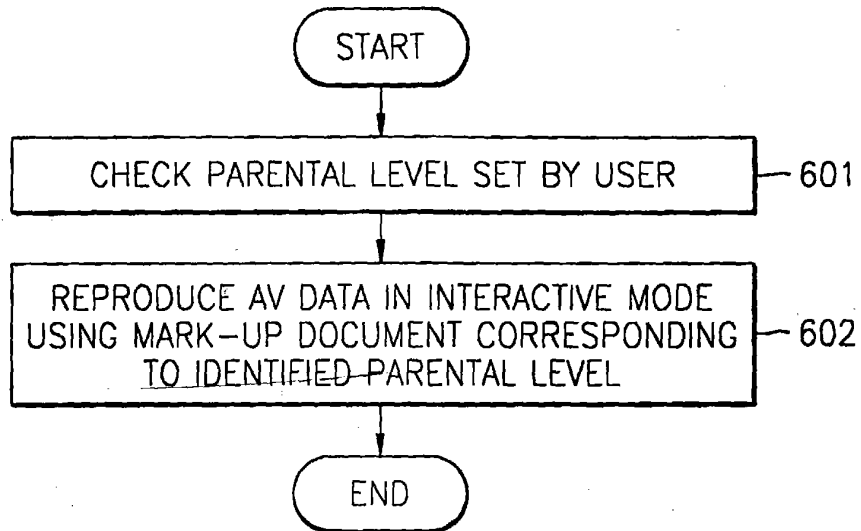 START
CHECK PARENTAL LEVEL SET BY USER
601
REPRODUCE AV DATA IN INTERACTIVE MODE
USING MARK-UP DOCUMENT CORRESPONDING
TO IDENTIFIED PARENTAL LEVEL
602
END